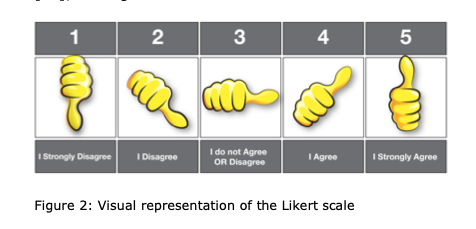 1 2 3 4 5
I Strongly Disagree I Disagree I do not Agree OR Disagree I Agree I Strongly Agree
Figure 2: Visual representation of the Likert scale